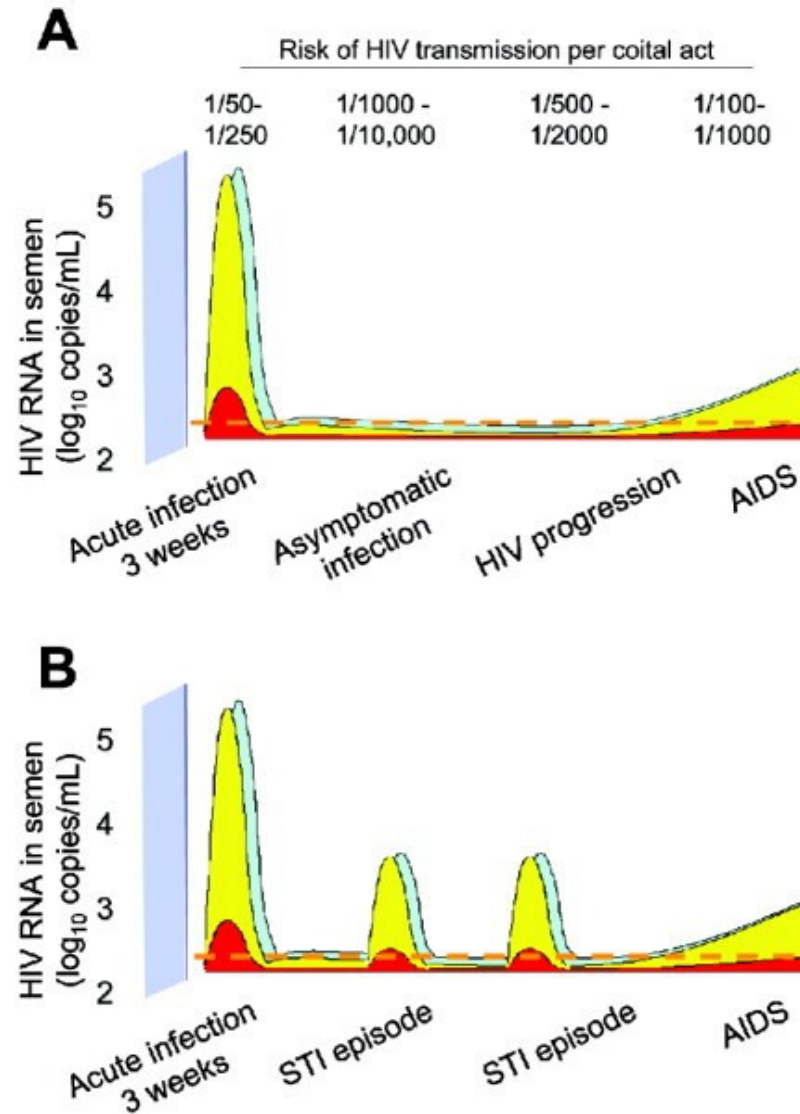 A
Risk of HIV transmission per coital act
1/50-
1/250
1/1000 -
1/10,000
1/500 -
1/2000
1/100-
1/1000
HIV RNA in semen
(log10 copies/mL)
5
4
3
2
Acute infection
3 weeks
Asymptomatic
infection
HIV progression
AIDS
B
HIV RNA in semen
(log10 copies/mL)
5
4
3
2
Acute infection
3 weeks
STI episode
STI episode
AIDS